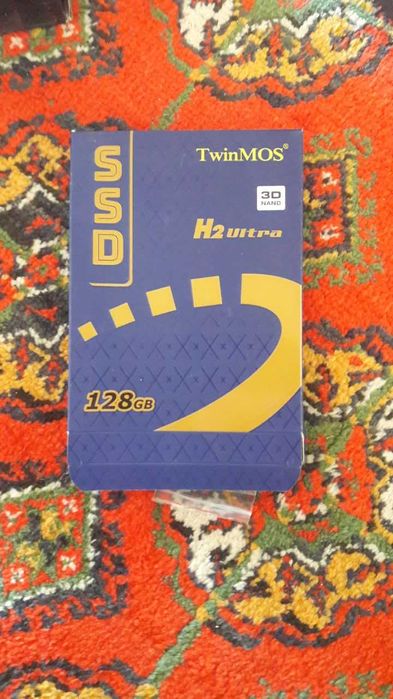 SSD
TwinMOS®
3D
NAND
H2 Ultra
128GB